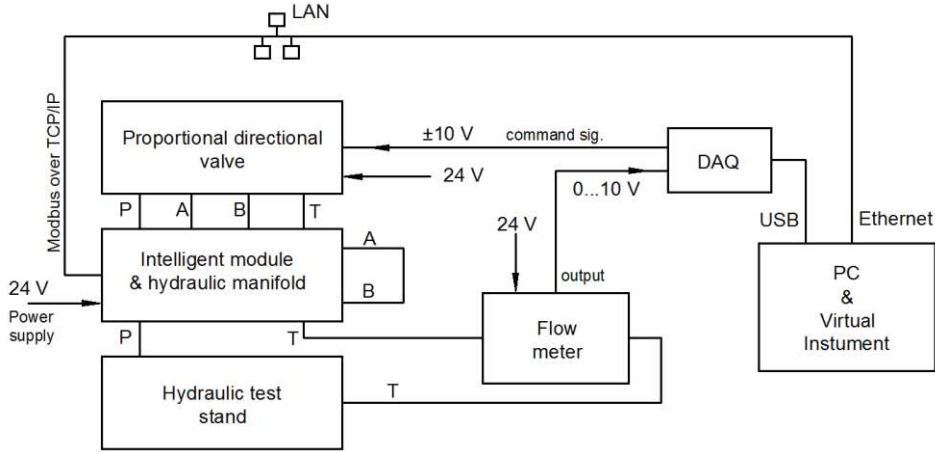 LAN
Modbus over TCP/IP
Proportional directional
valve
±10 V
command sig.
DAQ
24 V
0...10 V
P
A
B
T
USB
Ethernet
Intelligent module
& hydraulic manifold
A
B
24 V
output
24 V
Power
supply
PC
&
Virtual
Instument
Flow
meter
P
T
Hydraulic test
stand
T